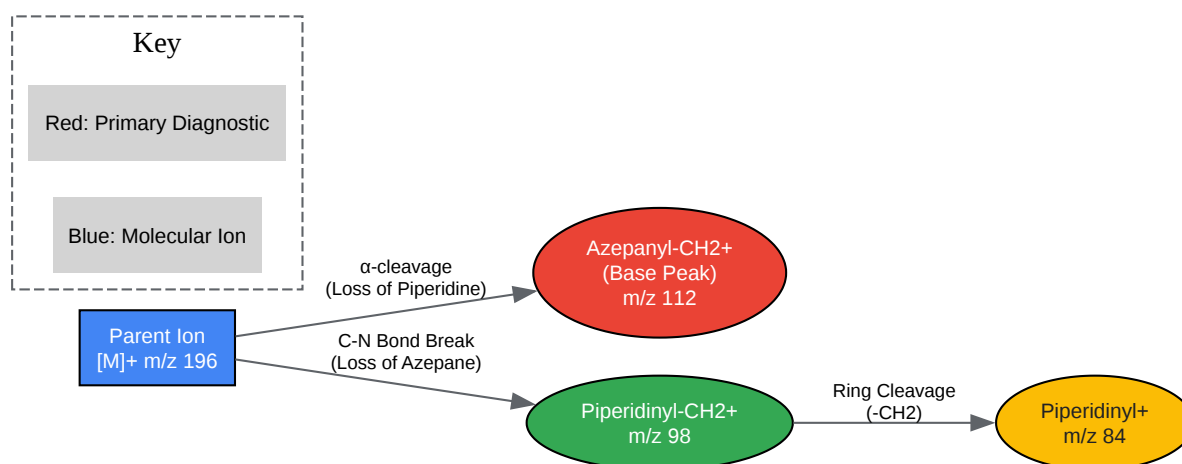 Key
Red: Primary Diagnostic
Blue: Molecular Ion
Parent Ion
[M]+ m/z 196
α-cleavage
(Loss of Piperidine)
C-N Bond Break
(Loss of Azepane)
Azepanyl-CH2+
(Base Peak)
m/z 112
Piperidinyl-CH2+
m/z 98
Ring Cleavage
(-CH2)
Piperidinyl+
m/z 84